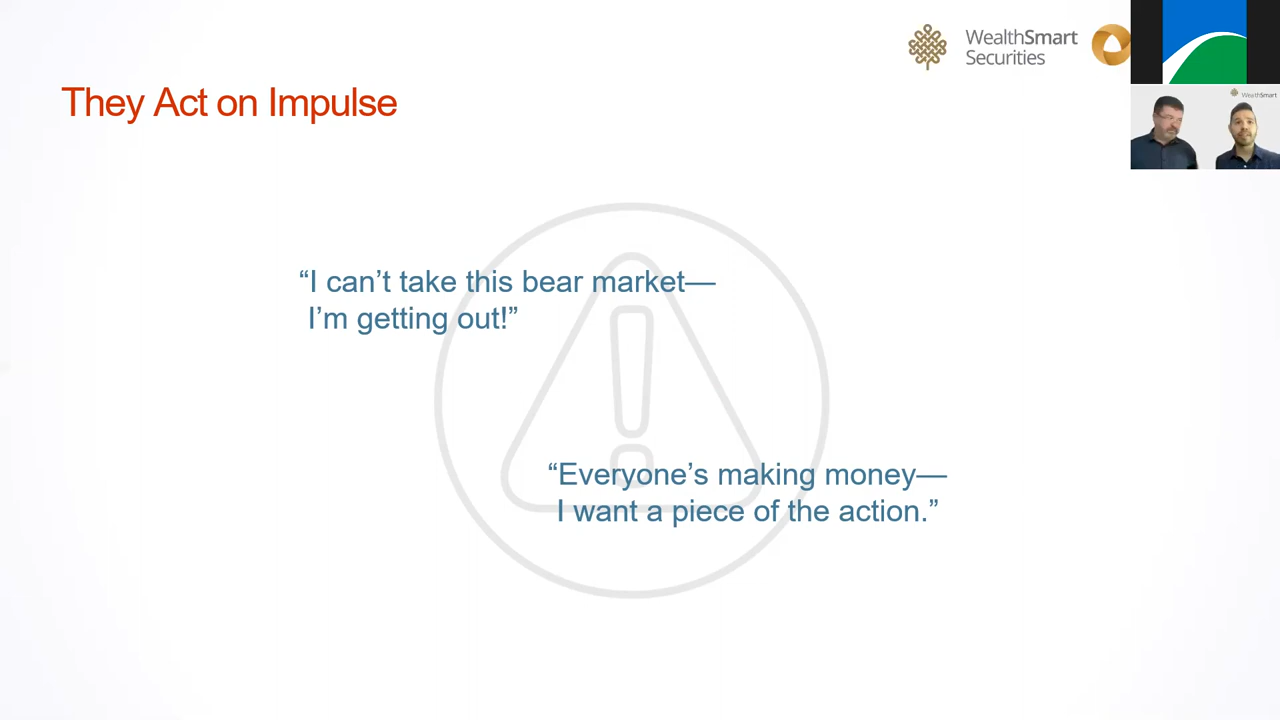 WealthSmart
Securities
They Act on Impulse
WealthSmart
“I can’t take this bear market—
I’m getting out!”
“Everyone’s making money—
I want a piece of the action.”